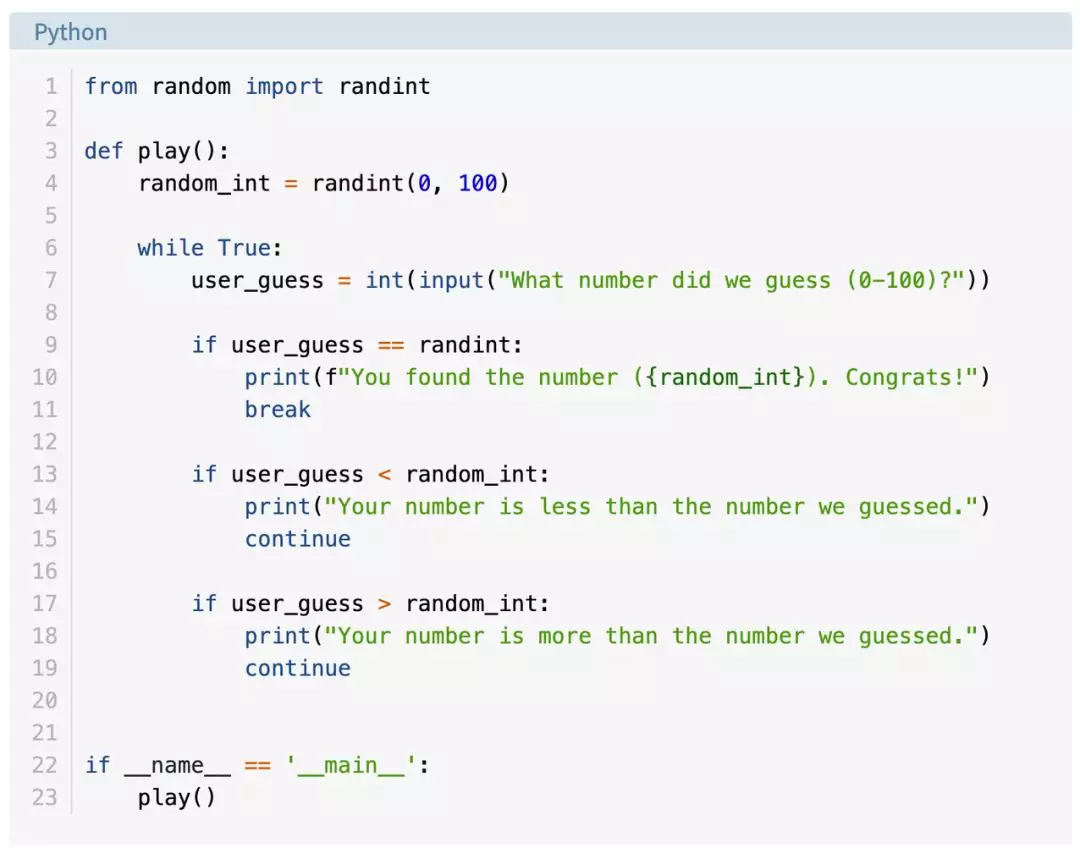 Python
1 from random import randint
2
3 def play():
4     random_int = randint(0, 100)
5
6     while True:
7         user_guess = int(input("What number did we guess (0-100)?"))
8
9         if user_guess == randint:
10             print(f"You found the number ({random_int}). Congrats!")
11             break
12
13         if user_guess < random_int:
14             print("Your number is less than the number we guessed.")
15             continue
16
17         if user_guess > random_int:
18             print("Your number is more than the number we guessed.")
19             continue
20
21
22 if __name__ == '__main__':
23     play()